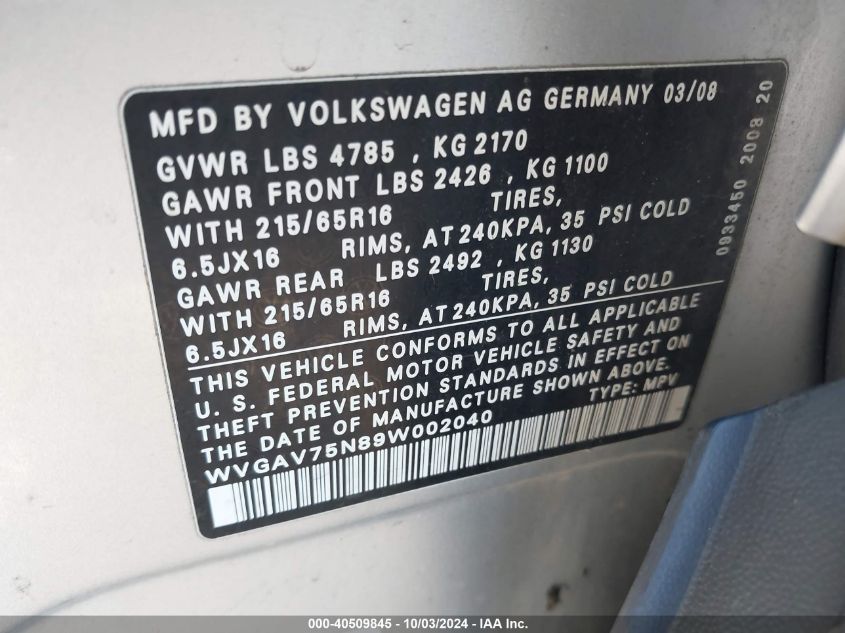 MFD BY VOLKSWAGEN AG GERMANY 03/08
GVWR LBS 4785 , KG 2170
GAWR FRONT LBS 2426 , KG 1100
WITH 215/65R16 TIRES,
6.5JX16 RIMS, AT 240KPA, 35 PSI COLD
GAWR REAR LBS 2492 , KG 1130
WITH 215/65R16 TIRES,
6.5JX16 RIMS, AT 240KPA, 35 PSI COLD
THIS VEHICLE CONFORMS TO ALL APPLICABLE
U. S. FEDERAL MOTOR VEHICLE SAFETY AND
THEFT PREVENTION STANDARDS IN EFFECT ON
THE DATE OF MANUFACTURE SHOWN ABOVE.
WVGAV75N89W002040 TYPE: MPV
0933450 2009 20
000-40509845 - 10/03/2024 - IAA Inc.